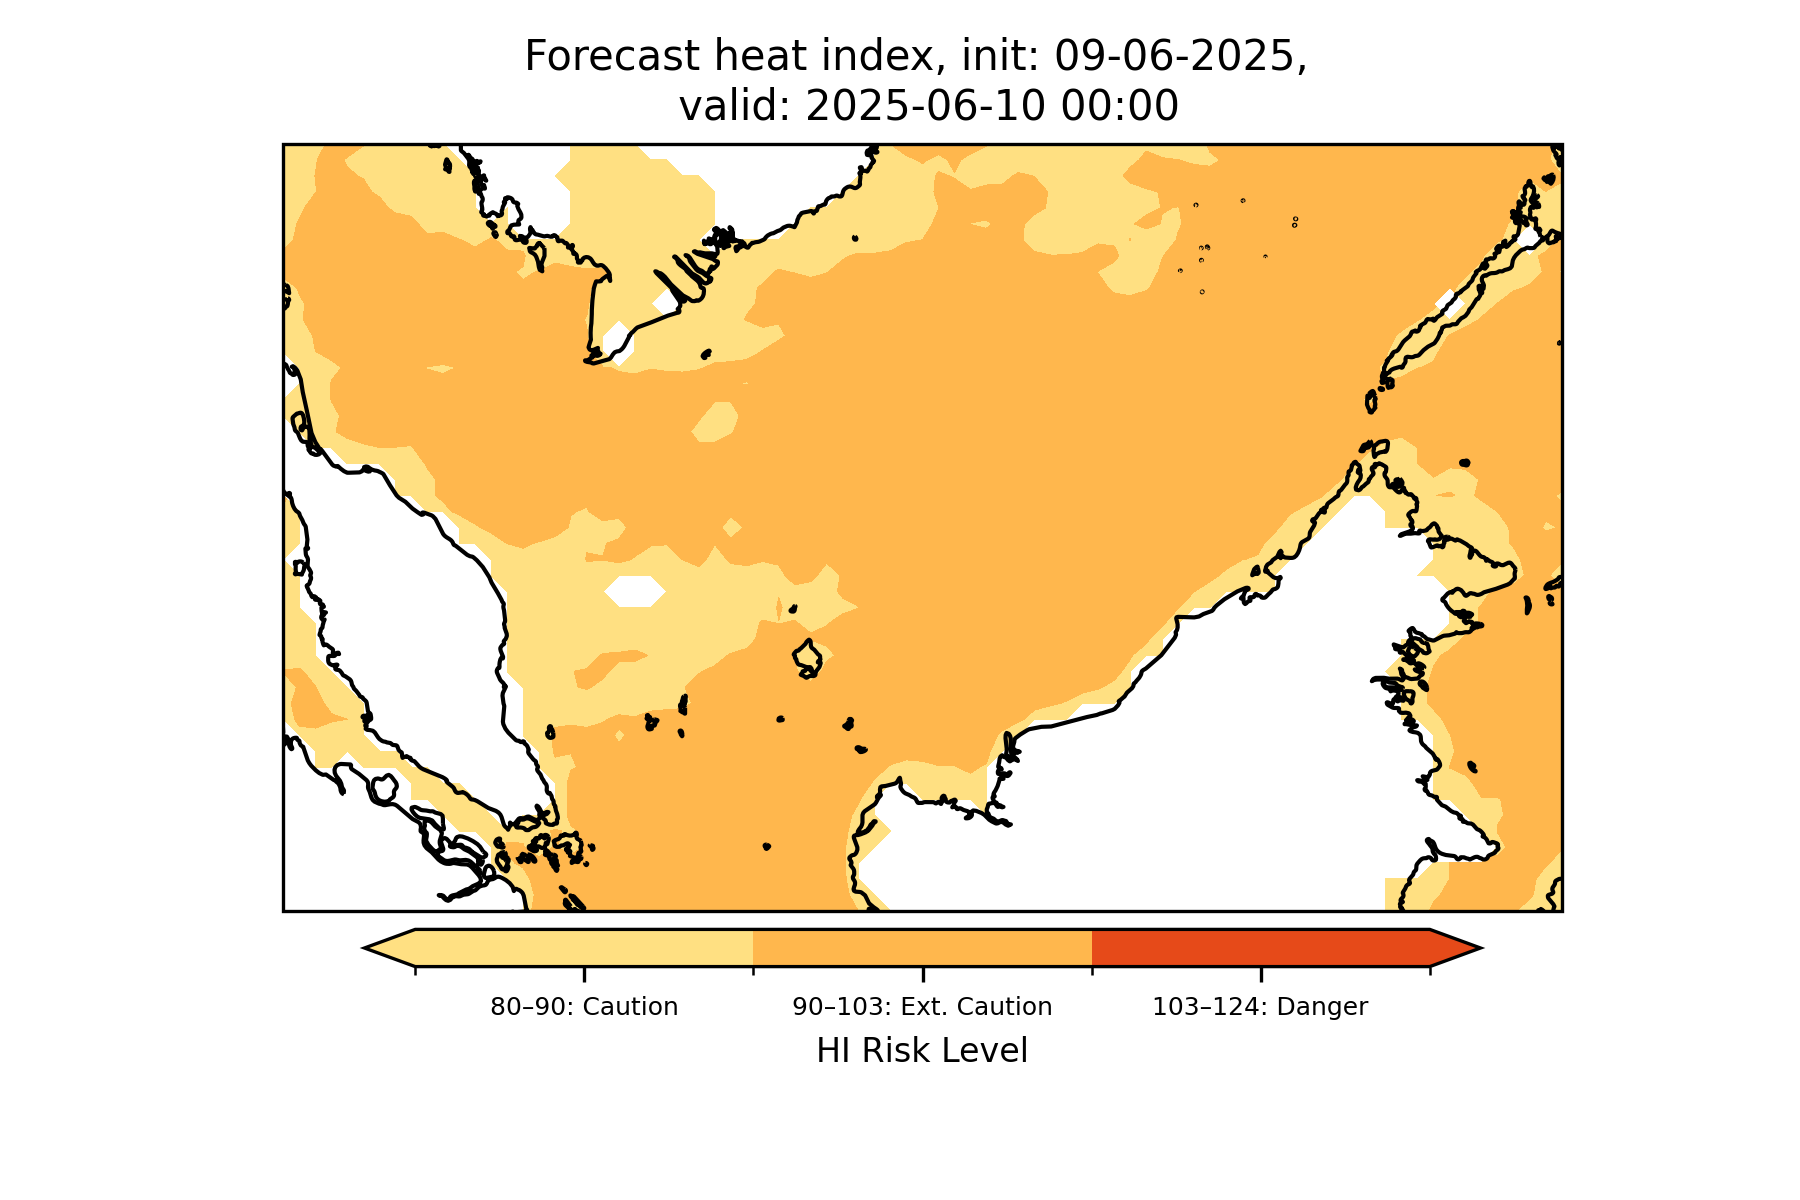 Forecast heat index, init: 09-06-2025,
valid: 2025-06-10 00:00
80–90: Caution
90–103: Ext. Caution
103–124: Danger
HI Risk Level